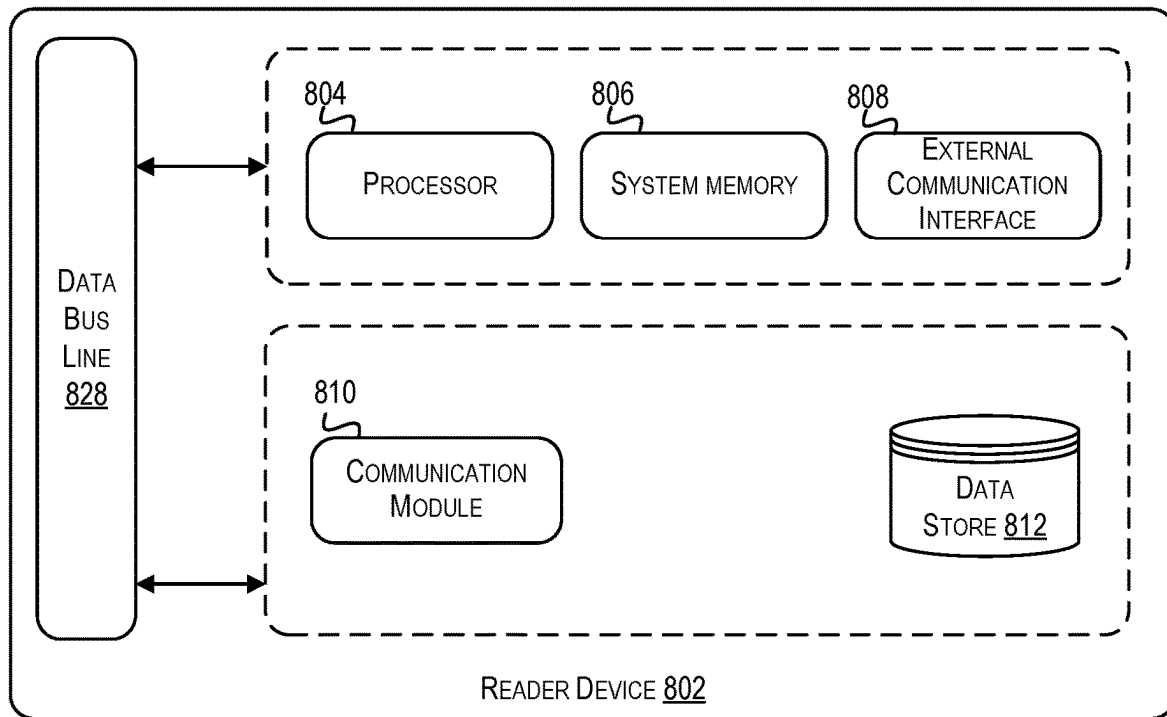 DATA
BUS
LINE
828
804
PROCESSOR
806
SYSTEM MEMORY
808
EXTERNAL
COMMUNICATION
INTERFACE
810
COMMUNICATION
MODULE
DATA
STORE 812
READER DEVICE 802